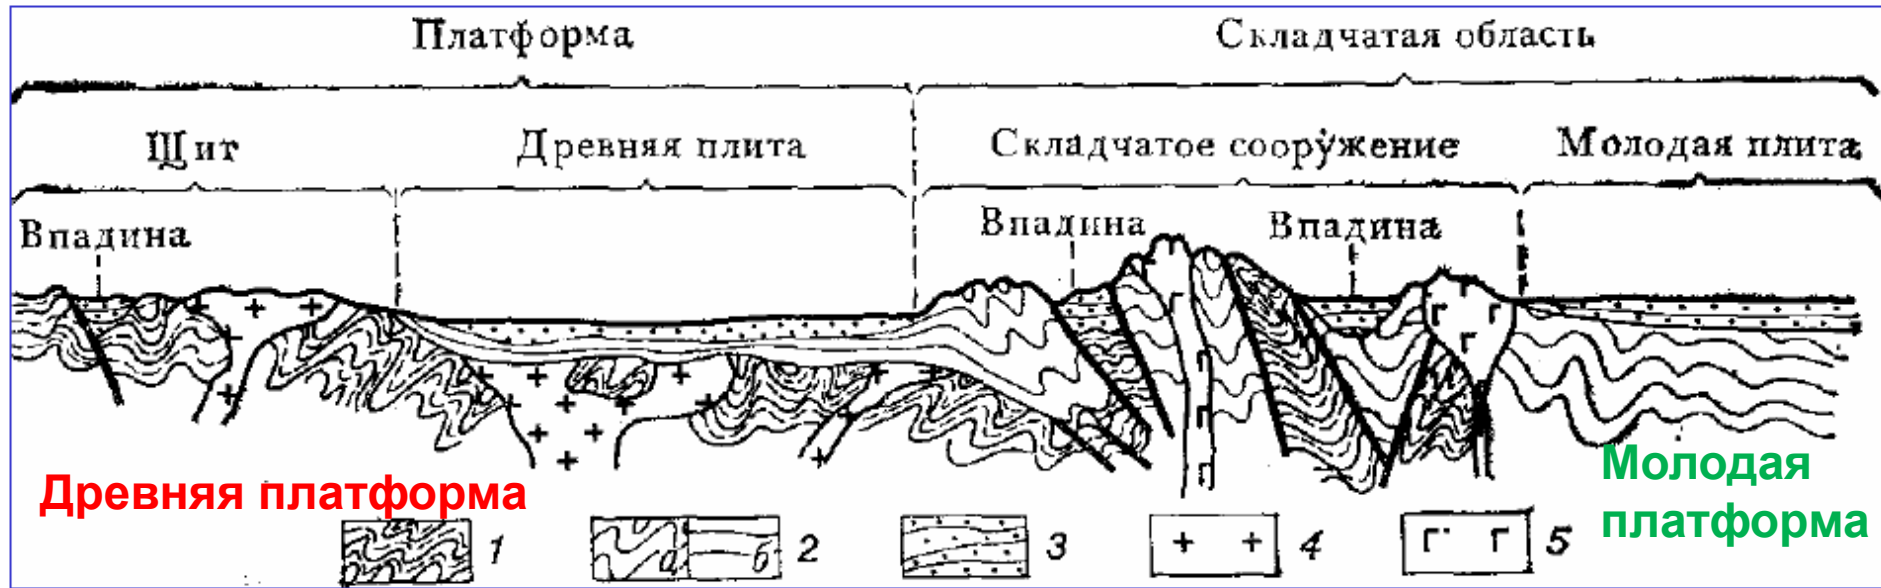 Платформа
Складчатая область
Щит
Древняя плита
Складчатое сооружение
Молодая плита
Впадина
Впадина
Впадина
Древняя платформа
Молодая
платформа
1
а б 2
3
+ + 4
Г Г 5